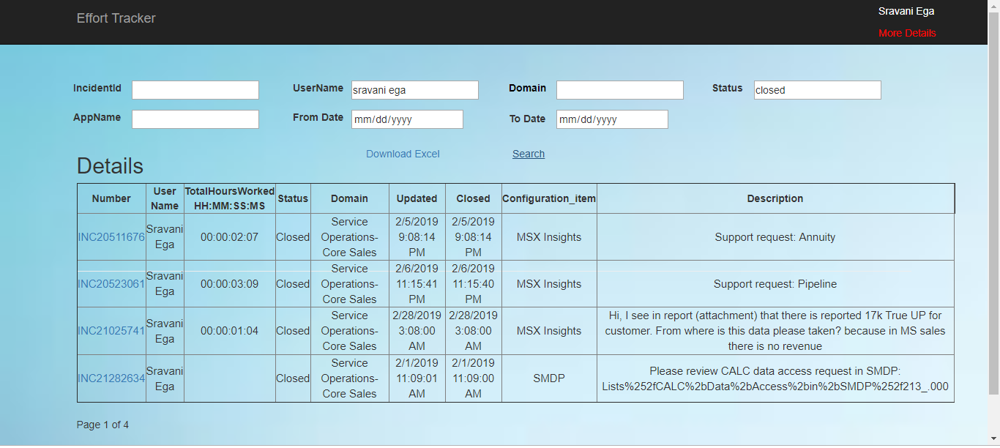 Effort Tracker
Sravani Ega
More Details
IncidentId
UserName sravani ega
Domain
Status closed
AppName
From Date mm/dd/yyyy
To Date mm/dd/yyyy
Download Excel
Search
Details
Number User Name TotalHoursWorked HH:MM:SS:MS Status Domain Updated Closed Configuration_item Description
INC20511676 Sravani Ega 00:00:02:07 Closed Service Operations-Core Sales 2/5/2019 9:08:14 PM 2/5/2019 9:08:14 PM MSX Insights Support request: Annuity
INC20523061 Sravani Ega 00:00:03:09 Closed Service Operations-Core Sales 2/6/2019 11:15:41 PM 2/6/2019 11:15:40 PM MSX Insights Support request: Pipeline
INC21025741 Sravani Ega 00:00:01:04 Closed Service Operations-Core Sales 2/28/2019 3:08:00 AM 2/28/2019 3:08:00 AM MSX Insights Hi, I see in report (attachment) that there is reported 17k True UP for customer. From where is this data please taken? because in MS sales there is no revenue
INC21282634 Sravani Ega Closed Service Operations-Core Sales 2/1/2019 11:09:01 AM 2/1/2019 11:09:00 AM SMDP Please review CALC data access request in SMDP: Lists%252fCALC%2bData%2bAccess%2bin%2bSMDP%252f213_.000
Page 1 of 4